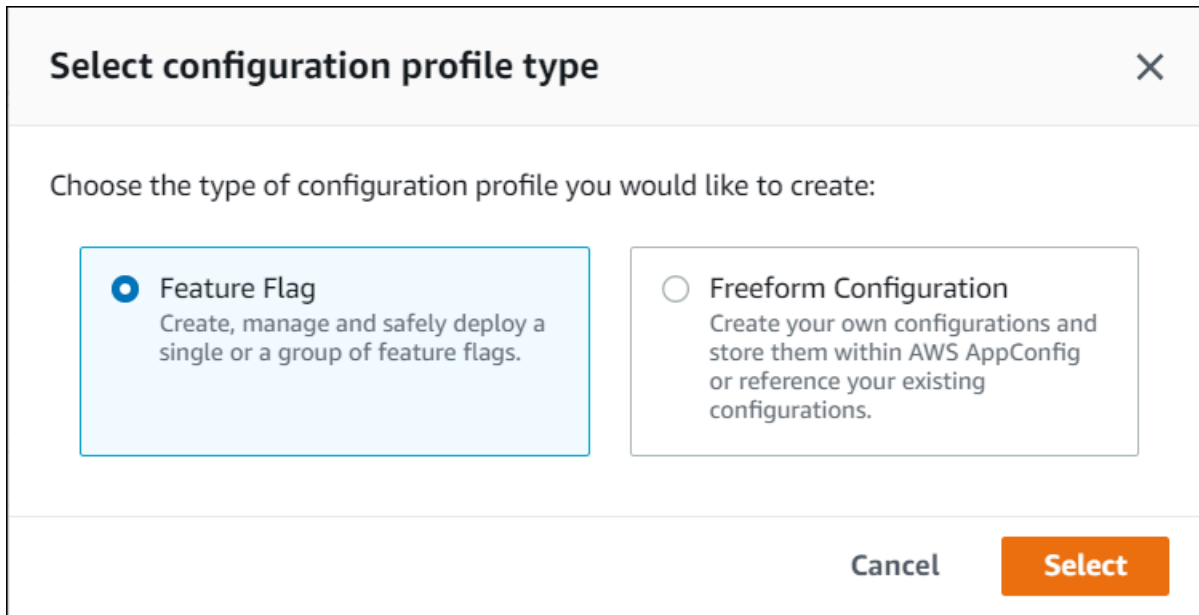 Select configuration profile type
Choose the type of configuration profile you would like to create:
Feature Flag
Create, manage and safely deploy a
single or a group of feature flags.
Freeform Configuration
Create your own configurations and
store them within AWS AppConfig
or reference your existing
configurations.
Cancel
Select